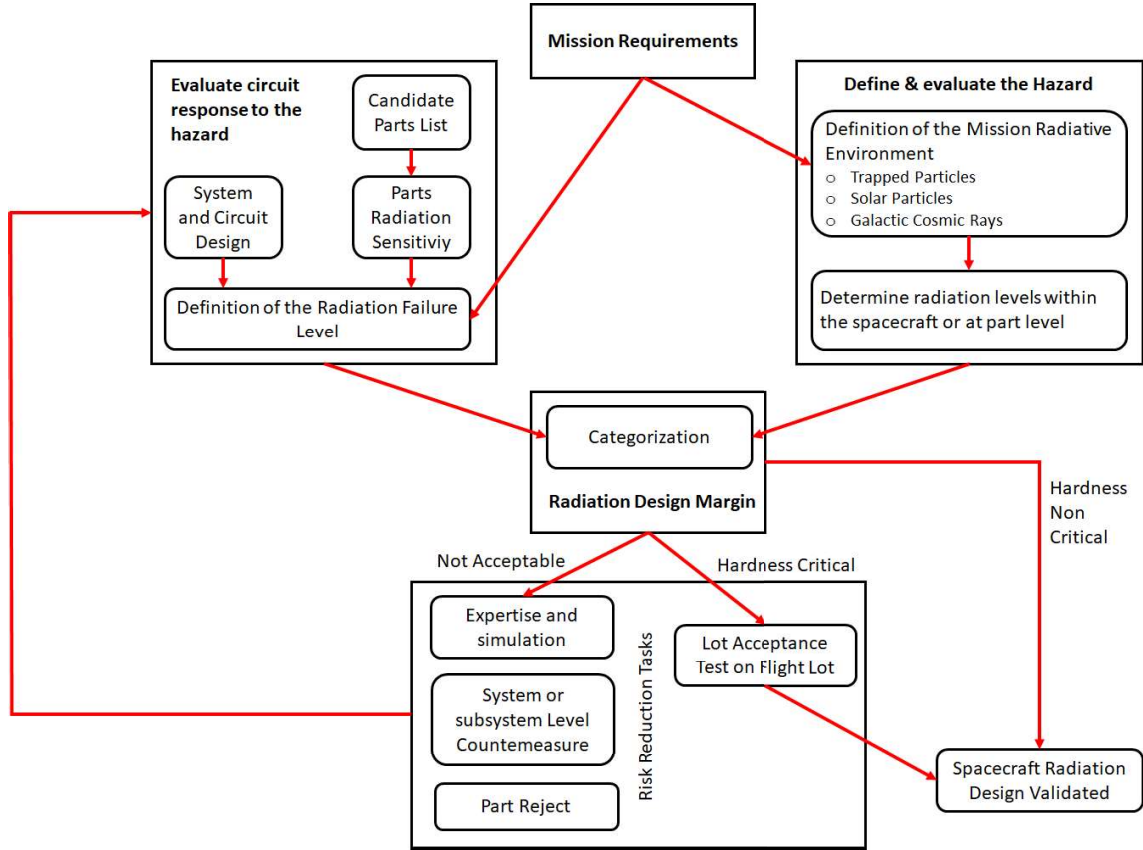 Mission Requirements
Evaluate circuit
response to the
hazard
Candidate
Parts List
System
and Circuit
Design
Parts
Radiation
Sensitiviy
Definition of the Radiation Failure
Level
Define & evaluate the Hazard
Definition of the Mission Radiative
Environment
o Trapped Particles
o Solar Particles
o Galactic Cosmic Rays
Determine radiation levels within
the spacecraft or at part level
Categorization
Radiation Design Margin
Hardness
Non
Critical
Not Acceptable
Hardness Critical
Expertise and
simulation
System or
subsystem Level
Countemeasure
Part Reject
Risk Reduction Tasks
Lot Acceptance
Test on Flight Lot
Spacecraft Radiation
Design Validated